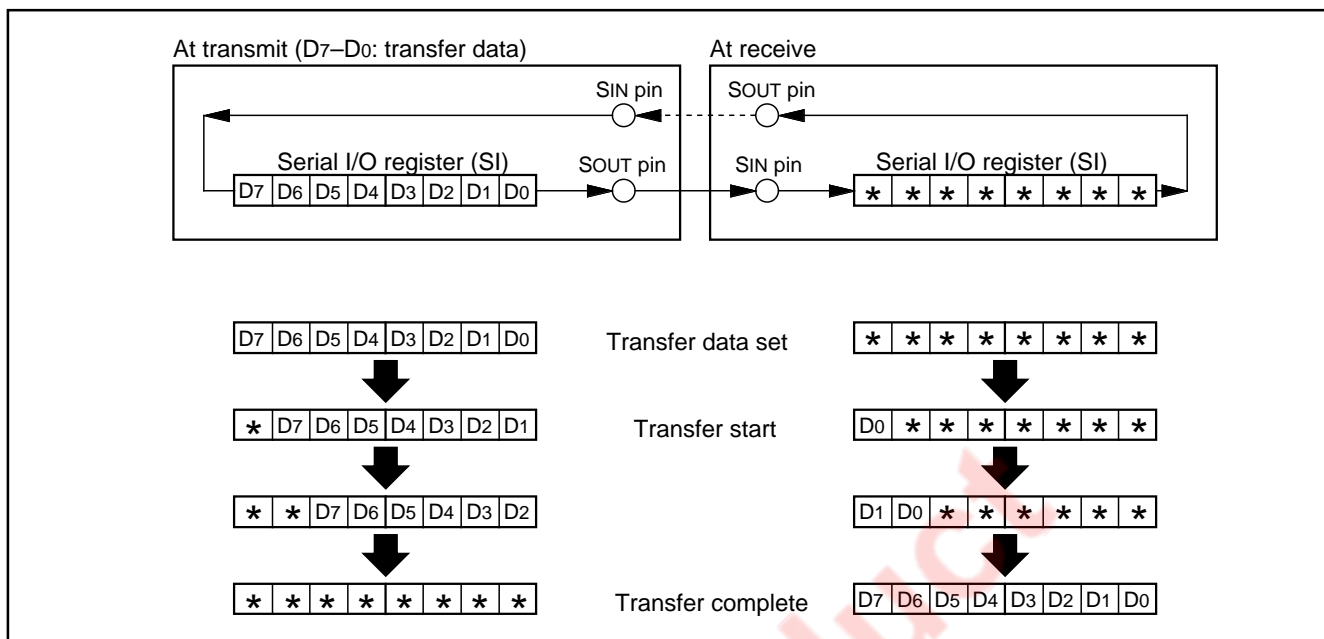 At transmit (D7–D0: transfer data)
At receive
SIN pin
SOUT pin
Serial I/O register (SI)
SOUT pin
SIN pin
Serial I/O register (SI)
D7 D6 D5 D4 D3 D2 D1 D0
* * * * * * * *
D7 D6 D5 D4 D3 D2 D1 D0
Transfer data set
* * * * * * * *
* D7 D6 D5 D4 D3 D2 D1
Transfer start
D0 * * * * * * *
* * D7 D6 D5 D4 D3 D2
D1 D0 * * * * * *
* * * * * * * *
Transfer complete
D7 D6 D5 D4 D3 D2 D1 D0